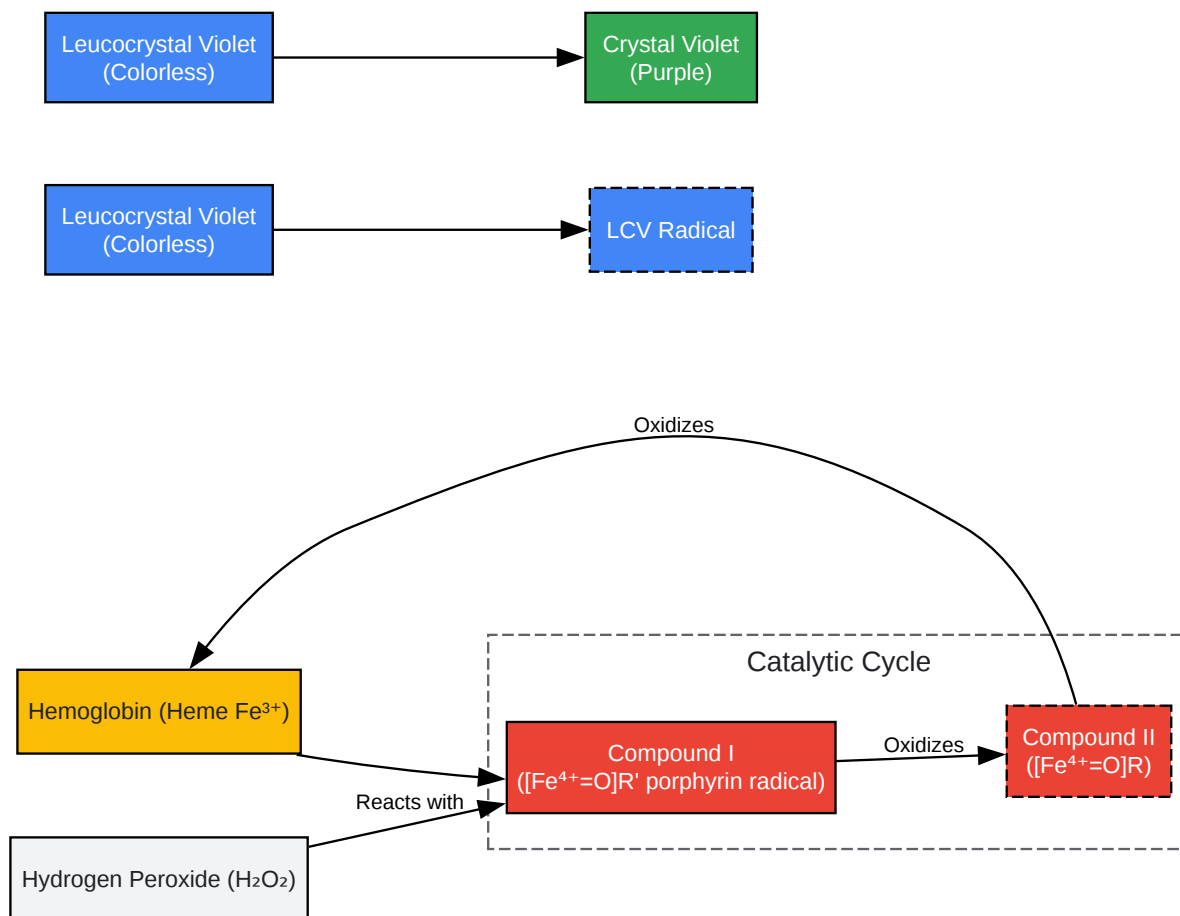 Leucocrystal Violet
(Colorless)
Crystal Violet
(Purple)
Leucocrystal Violet
(Colorless)
LCV Radical
Oxidizes
Catalytic Cycle
Hemoglobin (Heme Fe³⁺)
Compound I
([Fe⁴⁺=O]R' porphyrin radical)
Oxidizes
Compound II
([Fe⁴⁺=O]R)
Reacts with
Hydrogen Peroxide (H₂O₂)